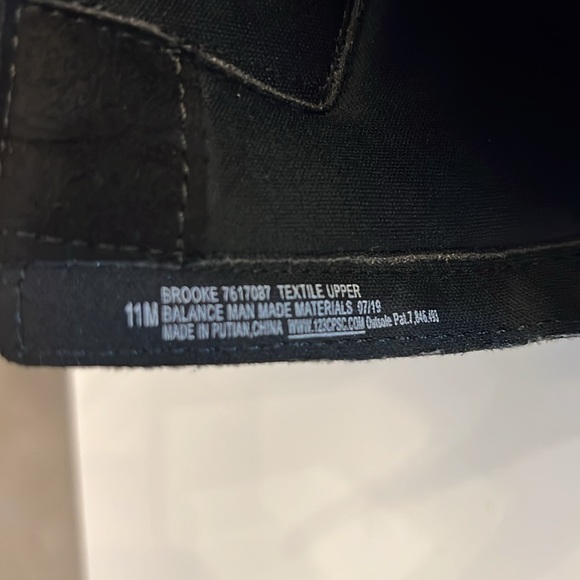 11M
BROOKE 7617087 TEXTILE UPPER
BALANCE MAN MADE MATERIALS 07/19
MADE IN PUTIAN,CHINA WWW.123CPSC.COM Outsole Pat.7,846,493